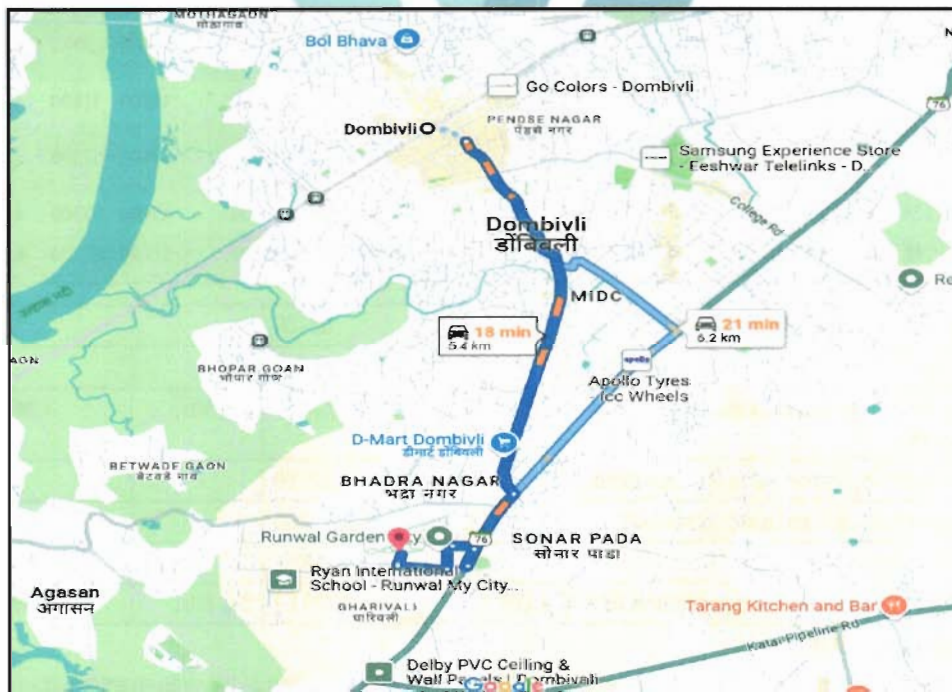 MOTHAGAON
मोठागाव
Bol Bhava
Go Colors - Dombivli
76
Dombivli
PENDSE NAGAR
पेंडसे नगर
Samsung Experience Store
- Eeshwar Telelinks - D...
College Rd
Dombivli
डोंबिवली
Re
MIDC
18 min
5.4 km
21 min
6.2 km
AGN
BHOPAR GOAN
भोपार गाव
apollo
Apollo Tyres
- Icc Wheels
D-Mart Dombivli
डीमार्ट डोंबिवली
BETWADE GAON
बेटवडे गाव
BHADRA NAGAR
भद्रा नगर
Runwal Garden
y
76
SONAR PADA
सोनार पाडा
Ryan International
School - Runwal My City...
Agasan
अगासन
GHARIVALI
घारिवली
Tarang Kitchen and Bar
Katai Pipeline Rd
Delby PVC Ceiling &
Wall Panels | Dombivali
Google